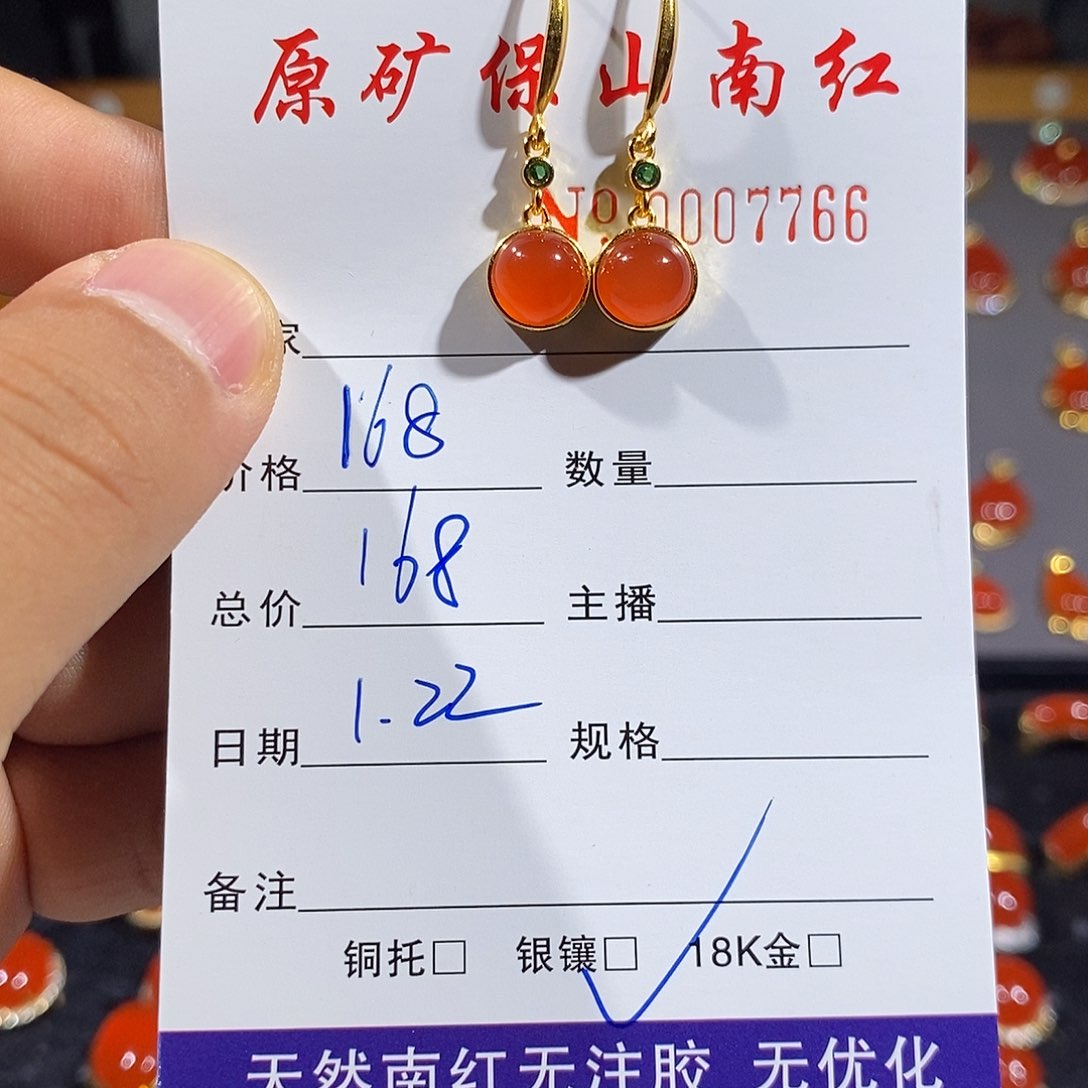 原矿保山南红
No 0007766
家
价格 168 数量
总价 168 主播
日期 1-22 规格
备注
铜托□ 银镶□ 18K金□
天然南红无注胶 无优化